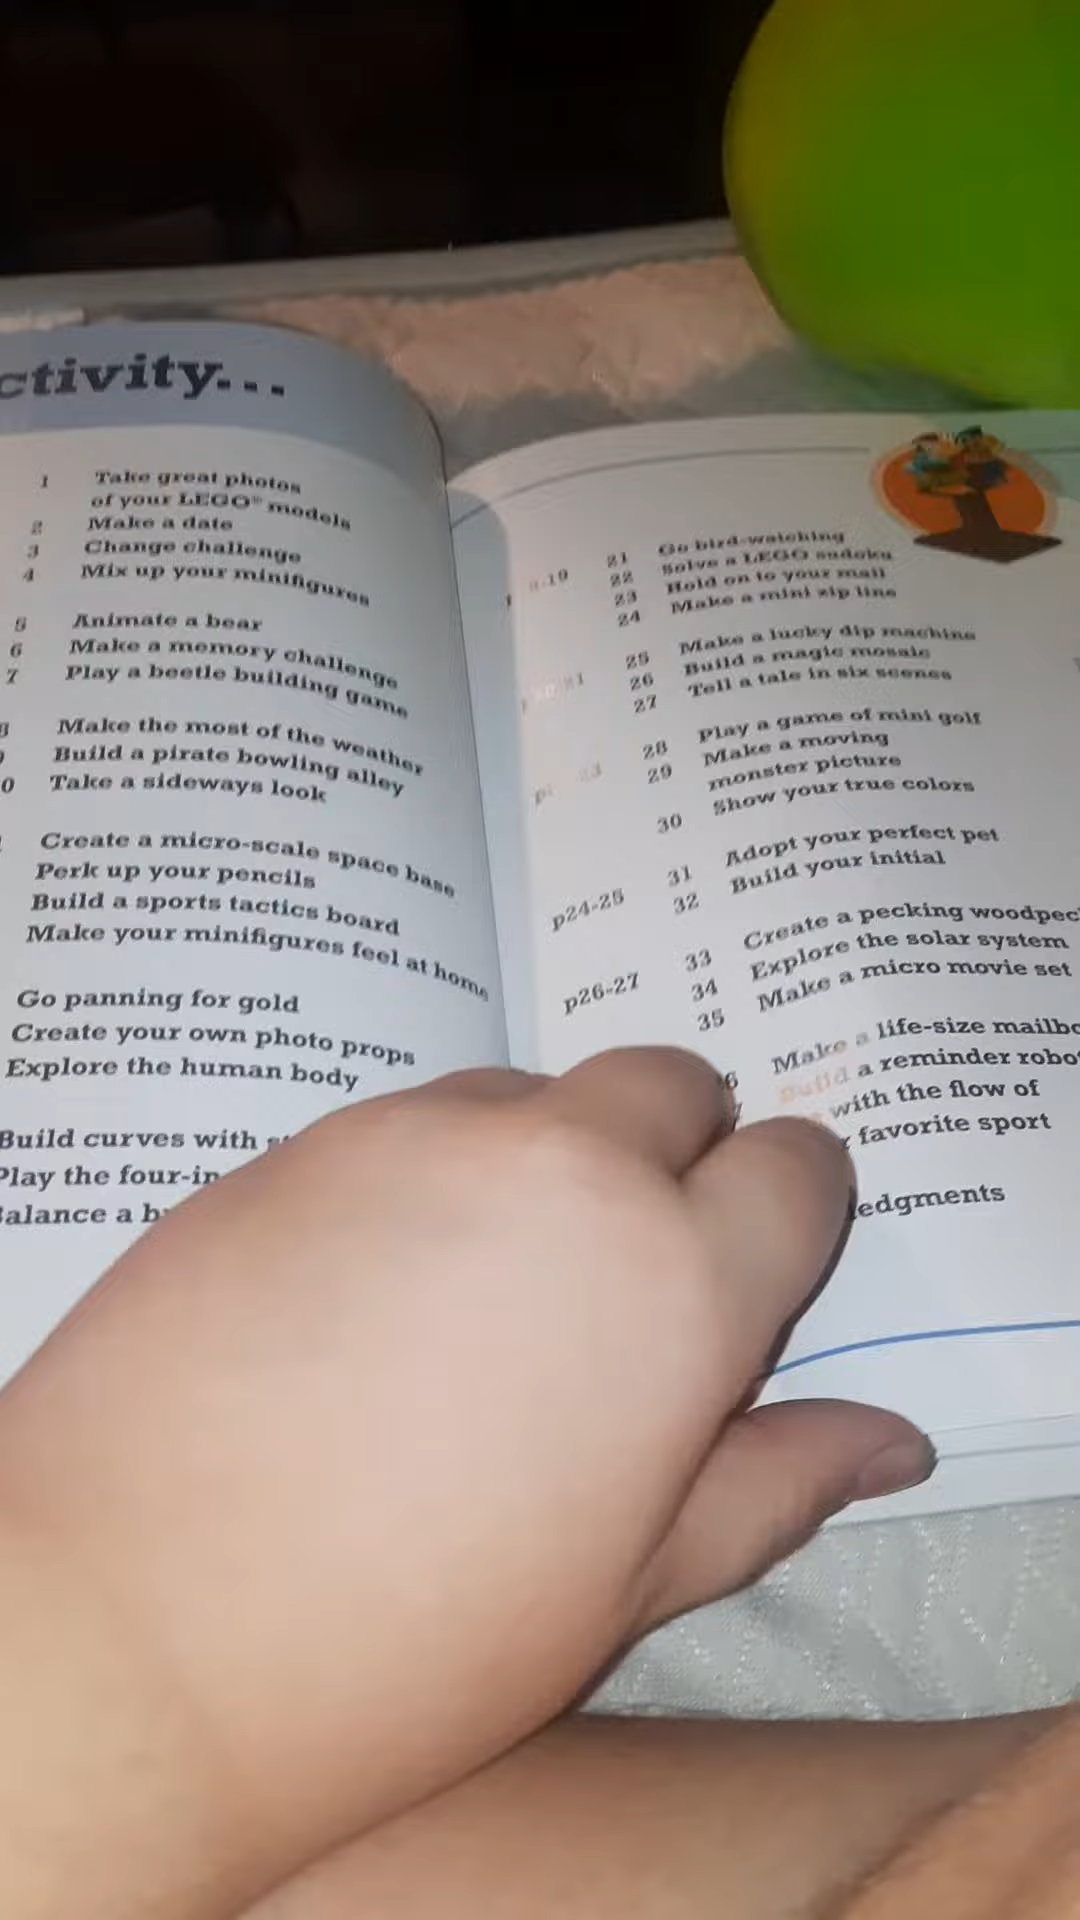 ctivity...
1 Take great photos
of your LEGO® models
2 Make a date
3 Change challenge
4 Mix up your minifigures
5 Animate a bear
6 Make a memory challenge
7 Play a beetle building game
Make the most of the weather
Build a pirate bowling alley
0 Take a sideways look
Create a micro-scale space base
Perk up your pencils
Build a sports tactics board
Make your minifigures feel at home
Go panning for gold
Create your own photo props
Explore the human body
Build curves with
Play the four-in
alance a
21 Go bird-watching
22 Solve a LEGO sudoku
23 Hold on to your mail
24 Make a mini zip line
25 Make a lucky dip machine
26 Build a magic mosaic
27 Tell a tale in six scenes
28 Play a game of mini golf
29 Make a moving
monster picture
30 Show your true colors
p24-25 31 Adopt your perfect pet
32 Build your initial
p26-27 33 Create a pecking woodpec
34 Explore the solar system
35 Make a micro movie set
6 Make a life-size mailbo
7 Build a reminder robo
with the flow of
favorite sport
ledgments